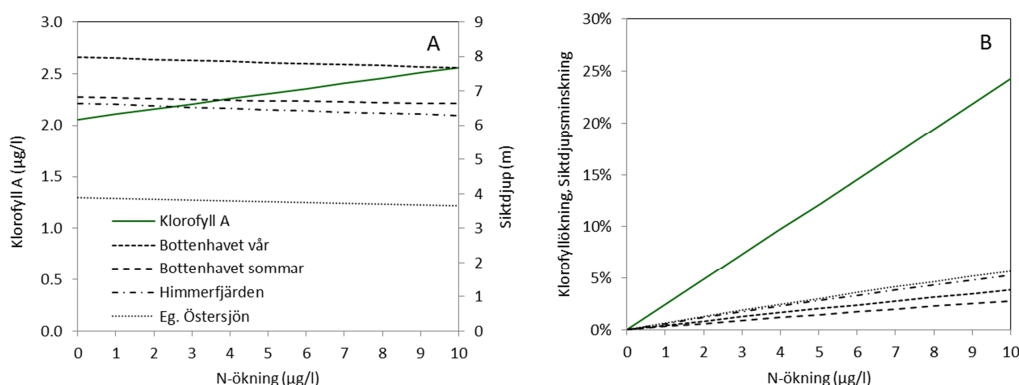 A
3.0
2.5
2.0
1.5
1.0
0.5
0.0
Klorofyll A (µg/l)
9
8
7
6
5
4
3
2
1
0
Siktdjup (m)
Klorofyll A
Bottenhavet vår
Bottenhavet sommar
Himmerfjärden
Eg. Östersjön
0 1 2 3 4 5 6 7 8 9 10
N-ökning (µg/l)
B
30%
25%
20%
15%
10%
5%
0%
Klorofyllökning, Siktdjupsminskning
0 1 2 3 4 5 6 7 8 9 10
N-ökning (µg/l)